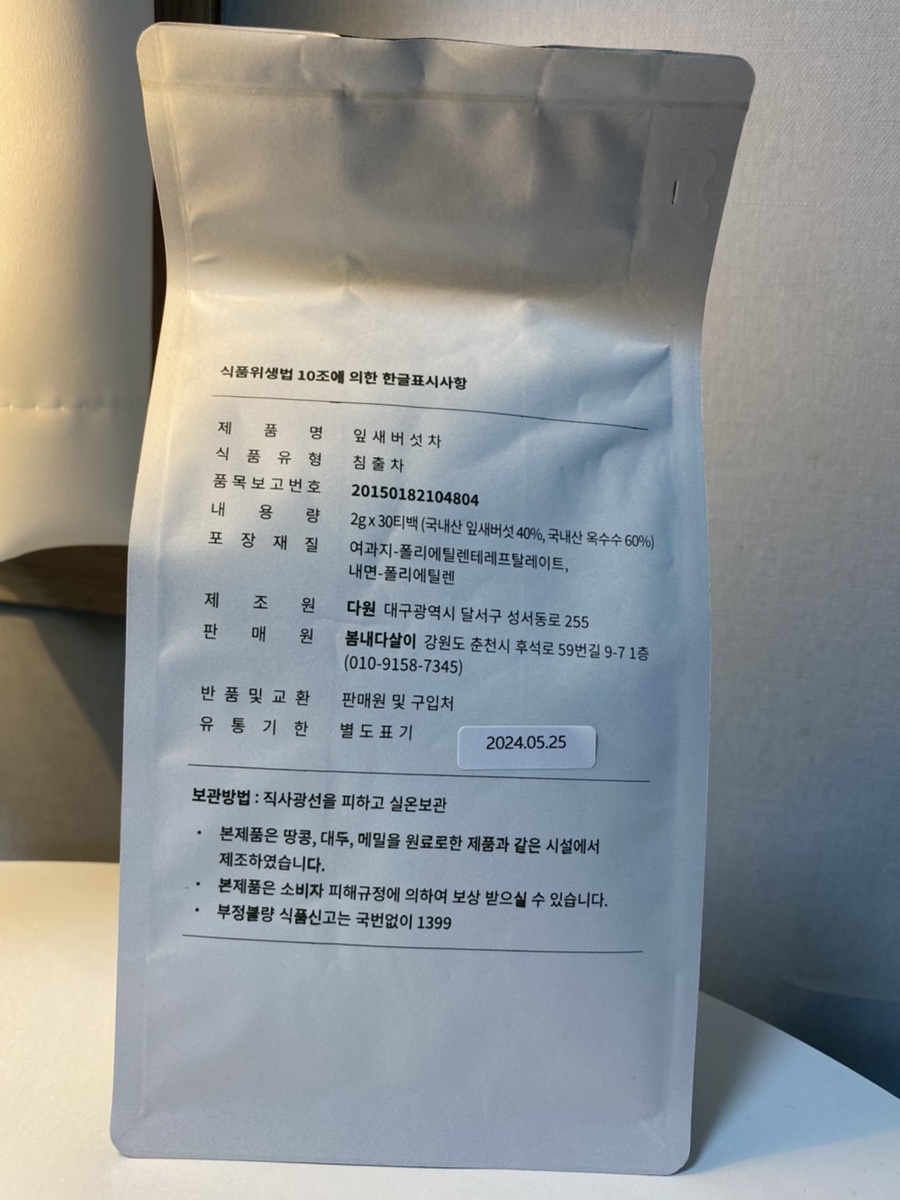 식품위생법 10조에 의한 한글표시사항
제품명 잎새버섯차
식품유형 침출차
품목보고번호 20150182104804
내용량 2g x 30티백 (국내산 잎새버섯 40%, 국내산 옥수수 60%)
포장재질 여과지-폴리에틸렌테레프탈레이트,
내면-폴리에틸렌
제조원 다원 대구광역시 달서구 성서동로 255
판매원 봄내다살이 강원도 춘천시 후석로 59번길 9-7 1층
(010-9158-7345)
반품및교환 판매원 및 구입처
유통기한 별도표기 2024.05.25
보관방법 : 직사광선을 피하고 실온보관
• 본제품은 땅콩, 대두, 메밀을 원료로한 제품과 같은 시설에서
제조하였습니다.
• 본제품은 소비자 피해규정에 의하여 보상 받으실 수 있습니다.
• 부정불량 식품신고는 국번없이 1399